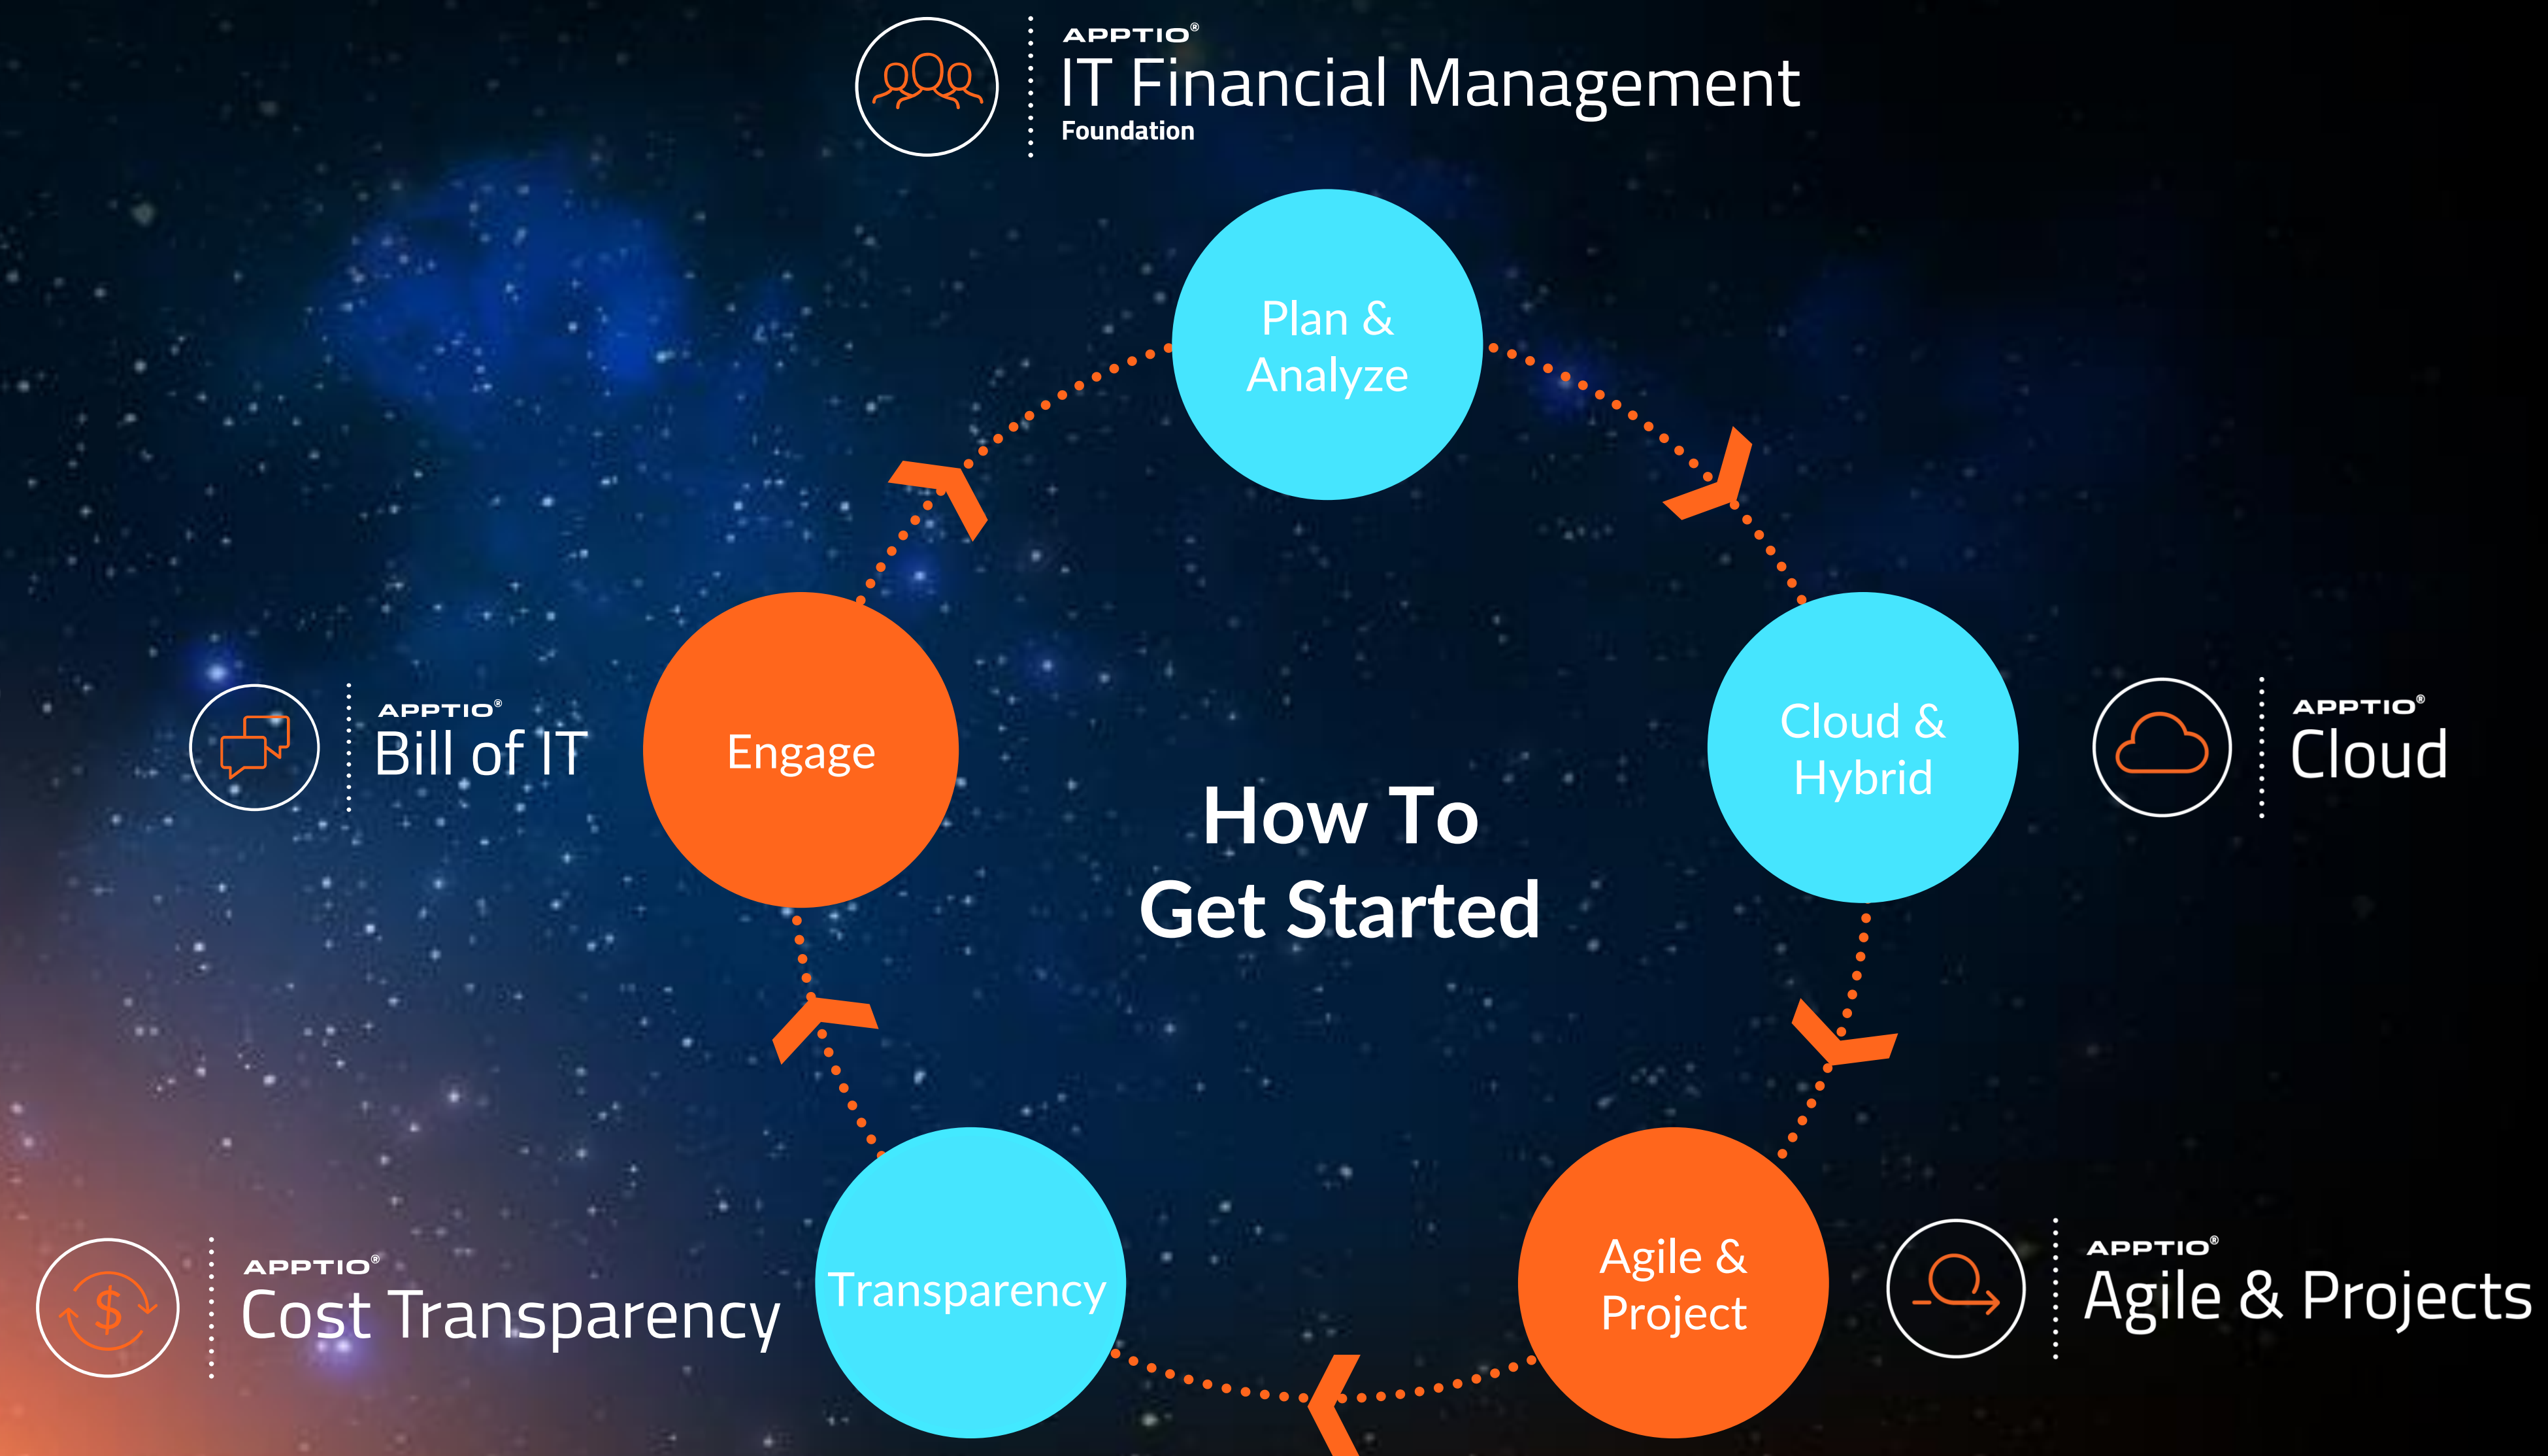 APPTIO®
IT Financial Management
Foundation
Plan &
Analyze
Cloud &
Hybrid
APPTIO®
Cloud
Agile &
Project
APPTIO®
Agile & Projects
Transparency
APPTIO®
Cost Transparency
Engage
APPTIO®
Bill of IT
How To
Get Started
$